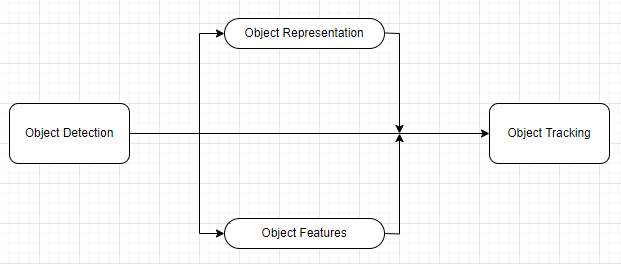 Object Representation
Object Detection
Object Tracking
Object Features